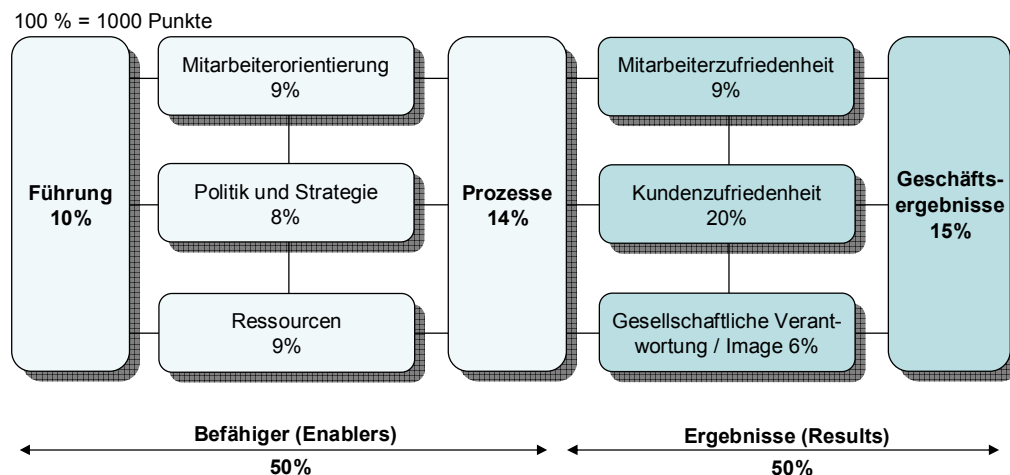 100 % = 1000 Punkte
Führung
10%
Mitarbeiterorientierung
9%
Politik und Strategie
8%
Ressourcen
9%
Prozesse
14%
Mitarbeiterzufriedenheit
9%
Kundenzufriedenheit
20%
Gesellschaftliche Verant-
wortung / Image 6%
Geschäfts-
ergebnisse
15%
Befähiger (Enablers)
50%
Ergebnisse (Results)
50%